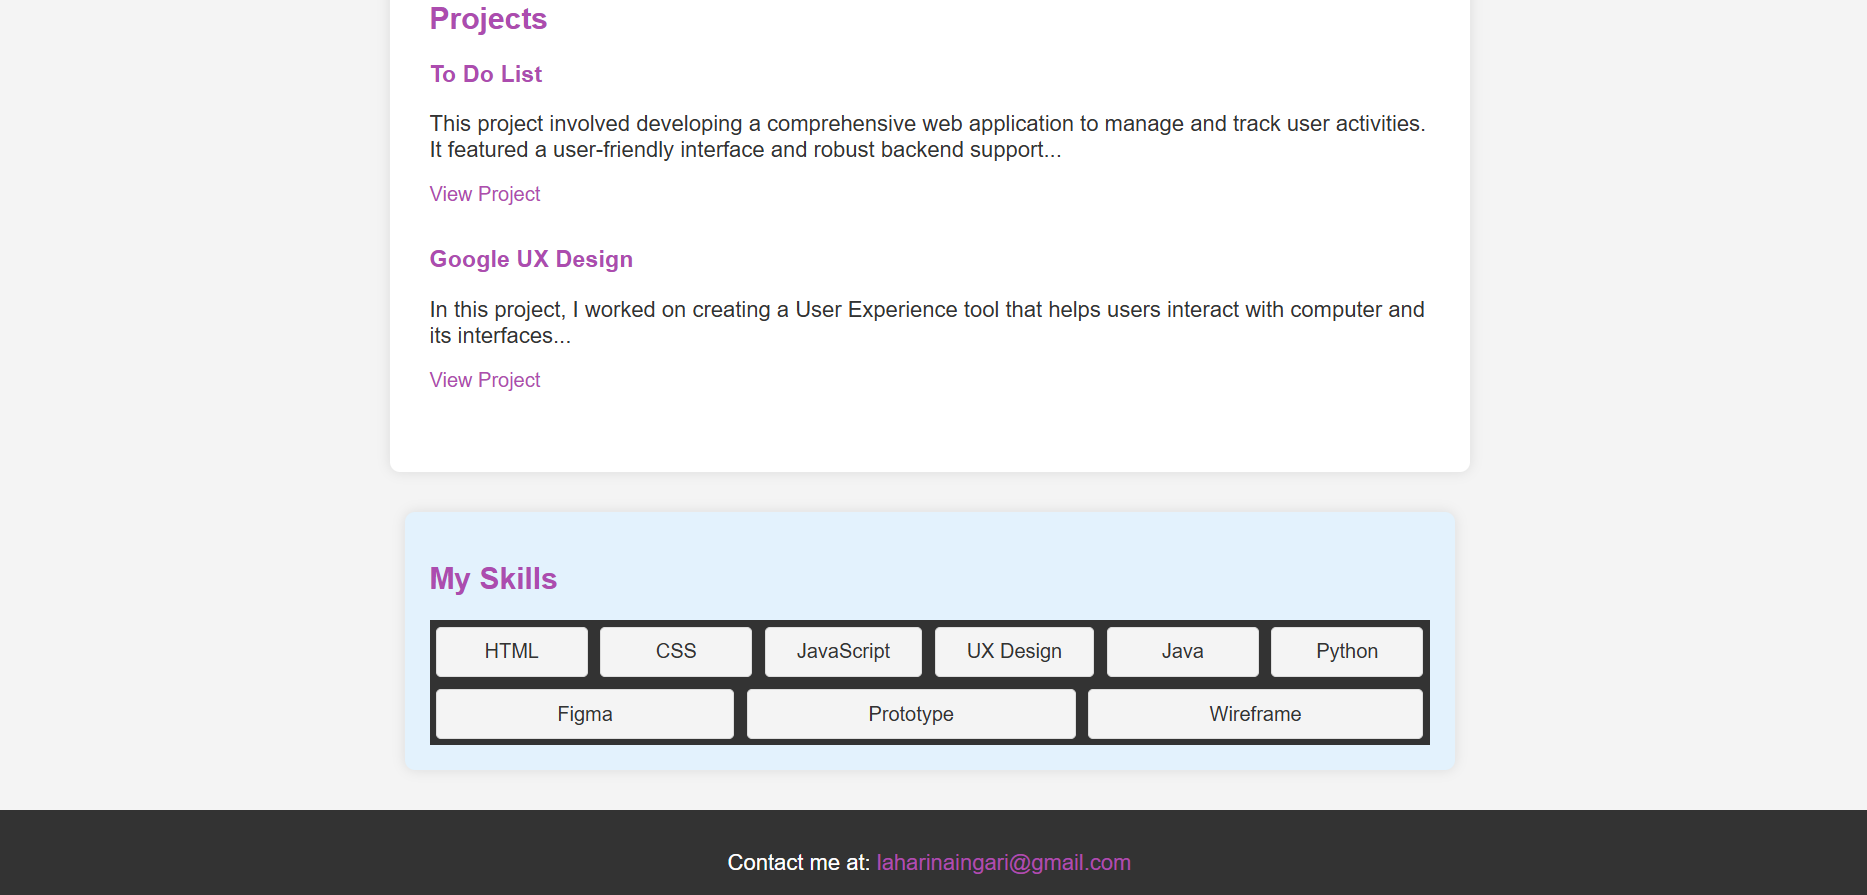 Projects
To Do List
This project involved developing a comprehensive web application to manage and track user activities.
It featured a user-friendly interface and robust backend support...
View Project
Google UX Design
In this project, I worked on creating a User Experience tool that helps users interact with computer and
its interfaces...
View Project
My Skills
HTML CSS JavaScript UX Design Java Python
Figma Prototype Wireframe
Contact me at: laharinaingari@gmail.com